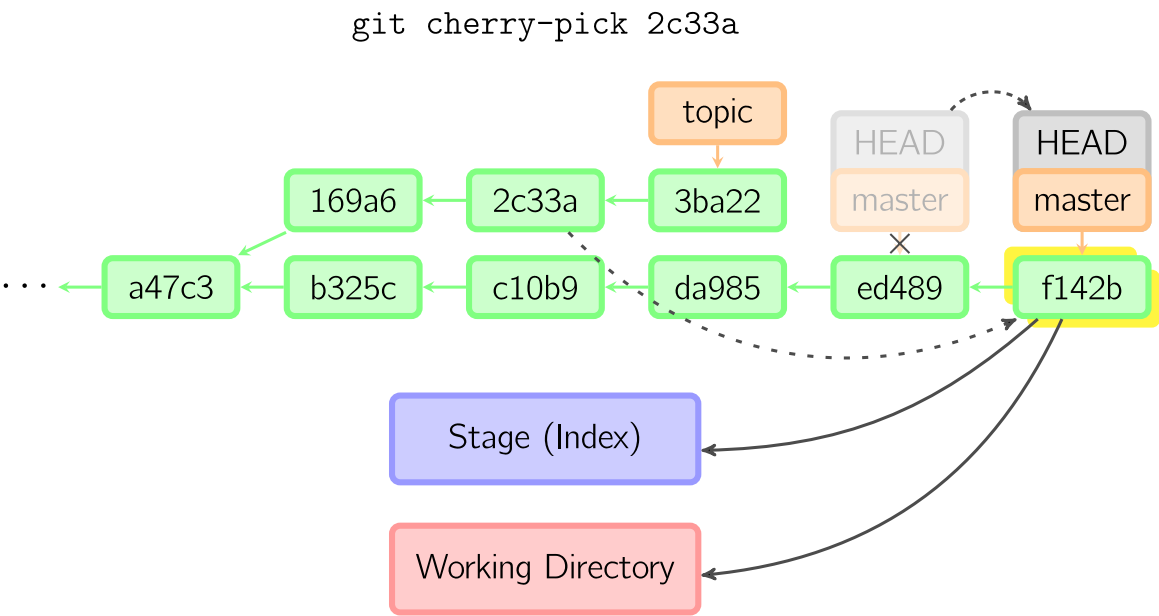 git cherry-pick 2c33a
topic
HEAD HEAD
169a6 2c33a 3ba22 master master
... a47c3 b325c c10b9 da985 ed489 f142b
Stage (Index)
Working Directory